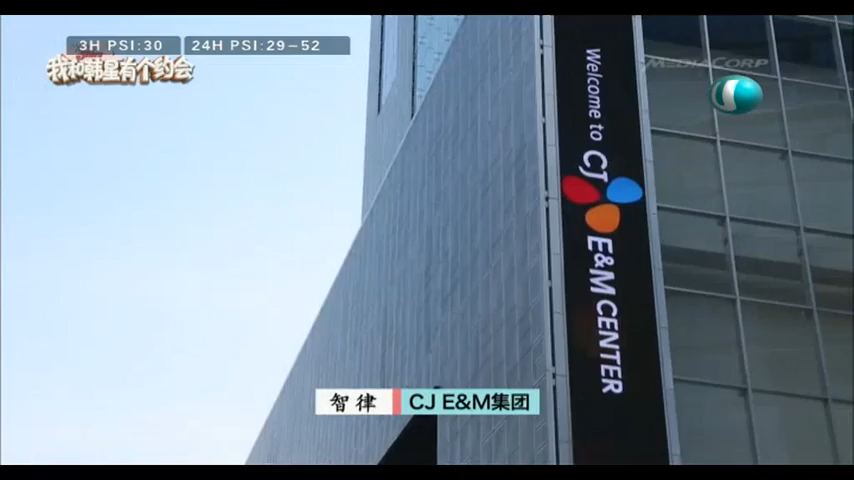 3H PSI:30
24H PSI:29-52
我和韩星有个约会
MEDIACORP
Welcome to CJ
E&M CENTER
智律
CJ E&M集团